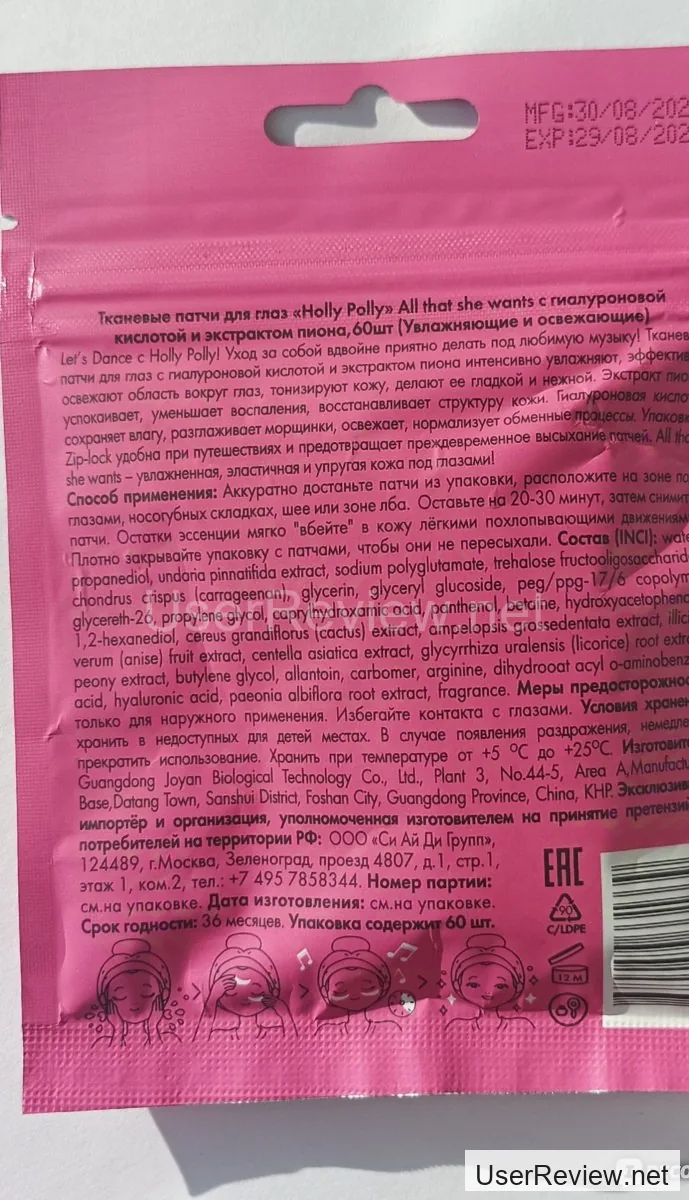 MFG:30/08/202
EXP:29/08/202
Тканевые патчи для глаз «Holly Polly» All that she wants с гиалуроновой
кислотой и экстрактом пиона,60шт (Увлажняющие и освежающие)
Let's Dance с Holly Polly! Уход за собой вдвойне приятно делать под любимую музыку! Тканев
патчи для глаз с гиалуроновой кислотой и экстрактом пиона интенсивно увлажняют, эффектив
освежают область вокруг глаз, тонизируют кожу, делают ее гладкой и нежной. Экстракт пио
успокаивает, уменьшает воспаления, восстанавливает структуру кожи. Гиалуроновая кисло
сохраняет влагу, разглаживает морщинки, освежает, нормализует обменные процессы. Упаковк
Zip-lock удобна при путешествиях и предотвращает преждевременное высыхание патчей. All tha
she wants – увлажненная, эластичная и упругая кожа под глазами!
Способ применения: Аккуратно достаньте патчи из упаковки, расположите на зоне по
глазами, носогубных складках, шее или зоне лба. Оставьте на 20-30 минут, затем снимит
патчи. Остатки эссенции мягко "вбейте" в кожу лёгкими похлопывающими движениям
Плотно закрывайте упаковку с патчами, чтобы они не пересыхали. Состав (INCI): wate
propanediol, undaria pinnatifida extract, sodium polyglutamate, trehalose fructooligosaccharid
chondrus crispus (carrageenan), glycerin, glyceryl glucoside, peg/ppg-17/6 copolym
glycereth-26, propylene glycol, caprylhydroxamic acid, panthenol, betaine, hydroxyacetopheno
1,2-hexanediol, cereus grandiflorus (cactus) extract, ampelopsis grossedentata extract, illici
verum (anise) fruit extract, centella asiatica extract, glycyrrhiza uralensis (licorice) root extra
peony extract, butylene glycol, allantoin, carbomer, arginine, dihydrooat acyl o-aminobenz
acid, hyaluronic acid, paeonia albiflora root extract, fragrance. Меры предосторожнос
только для наружного применения. Избегайте контакта с глазами. Условия хранен
хранить в недоступных для детей местах. В случае появления раздражения, немедле
прекратить использование. Хранить при температуре от +5 °C до +25°C. Изготовите
Guangdong Joyan Biological Technology Co., Ltd., Plant 3, No.44-5, Area A,Manufactu
Base,Datang Town, Sanshui District, Foshan City, Guangdong Province, China, КНР. Эксклюзивн
импортёр и организация, уполномоченная изготовителем на принятие претензи
потребителей на территории РФ: ООО «Си Ай Ди Групп»,
124489, г.Москва, Зеленоград, проезд 4807, д.1, стр.1,
этаж 1, ком.2, тел.: +7 495 7858344. Номер партии:
см.на упаковке. Дата изготовления: см.на упаковке.
Срок годности: 36 месяцев. Упаковка содержит 60 шт.
EAC
90
C/LDPE
12 M
UserReview.net
UserReview.net